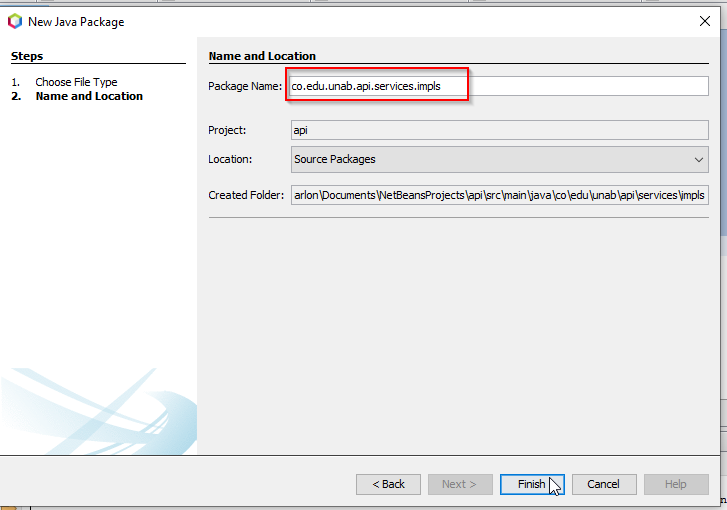 New Java Package
Steps
1. Choose File Type
2. Name and Location
Name and Location
Package Name: co.edu.unab.api.services.impls
Project: api
Location: Source Packages
Created Folder: arlon\Documents\NetBeansProjects\api\src\main\java\co\edu\unab\api\services\impls
< Back Next > Finish Cancel Help